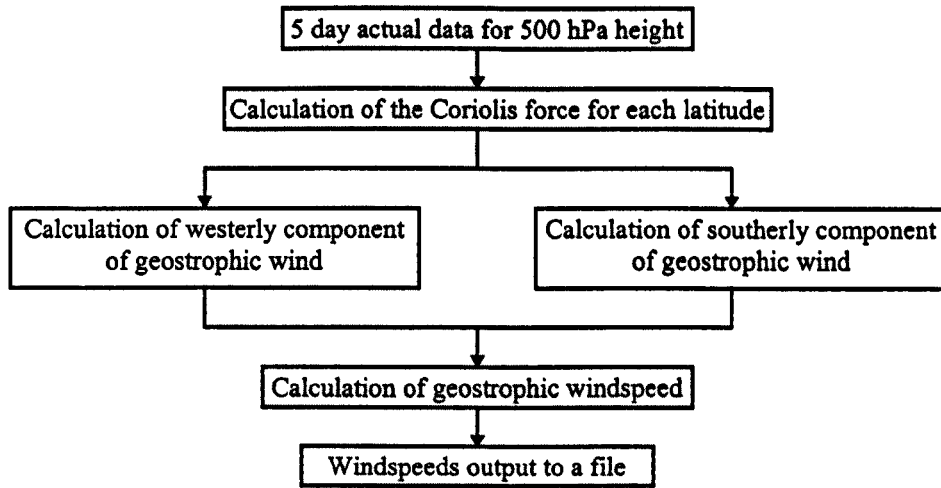 5 day actual data for 500 hPa height
Calculation of the Coriolis force for each latitude
Calculation of westerly component
of geostrophic wind
Calculation of southerly component
of geostrophic wind
Calculation of geostrophic windspeed
Windspeeds output to a file